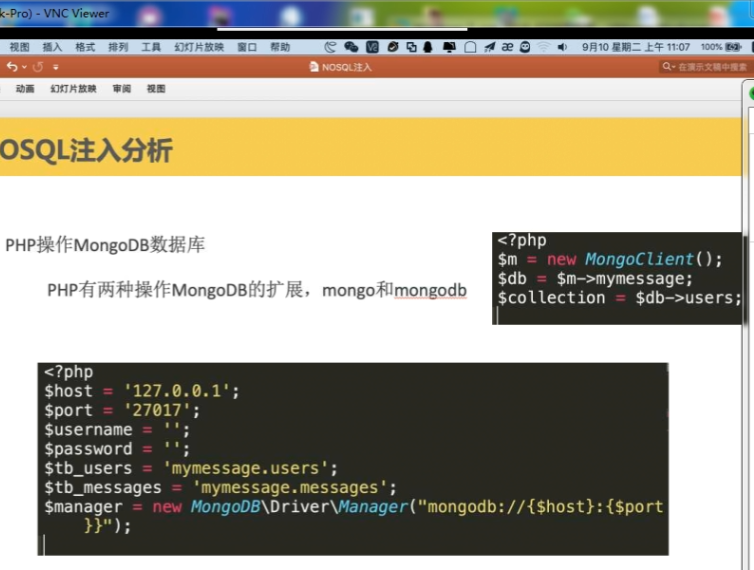 k-Pro) - VNC Viewer
视图 插入 格式 排列 工具 幻灯片放映 窗口 帮助 9月10 星期二 上午 11:07 100%
NOSQL注入
在演示文稿中搜索
动画 幻灯片放映 审阅 视图
OSQL注入分析
PHP操作MongoDB数据库
PHP有两种操作MongoDB的扩展，mongo和mongodb
<?php
$m = new MongoClient();
$db = $m->mymessage;
$collection = $db->users;
<?php
$host = '127.0.0.1';
$port = '27017';
$username = '';
$password = '';
$tb_users = 'mymessage.users';
$tb_messages = 'mymessage.messages';
$manager = new MongoDB\Driver\Manager("mongodb://{$host}:{$port
}}");